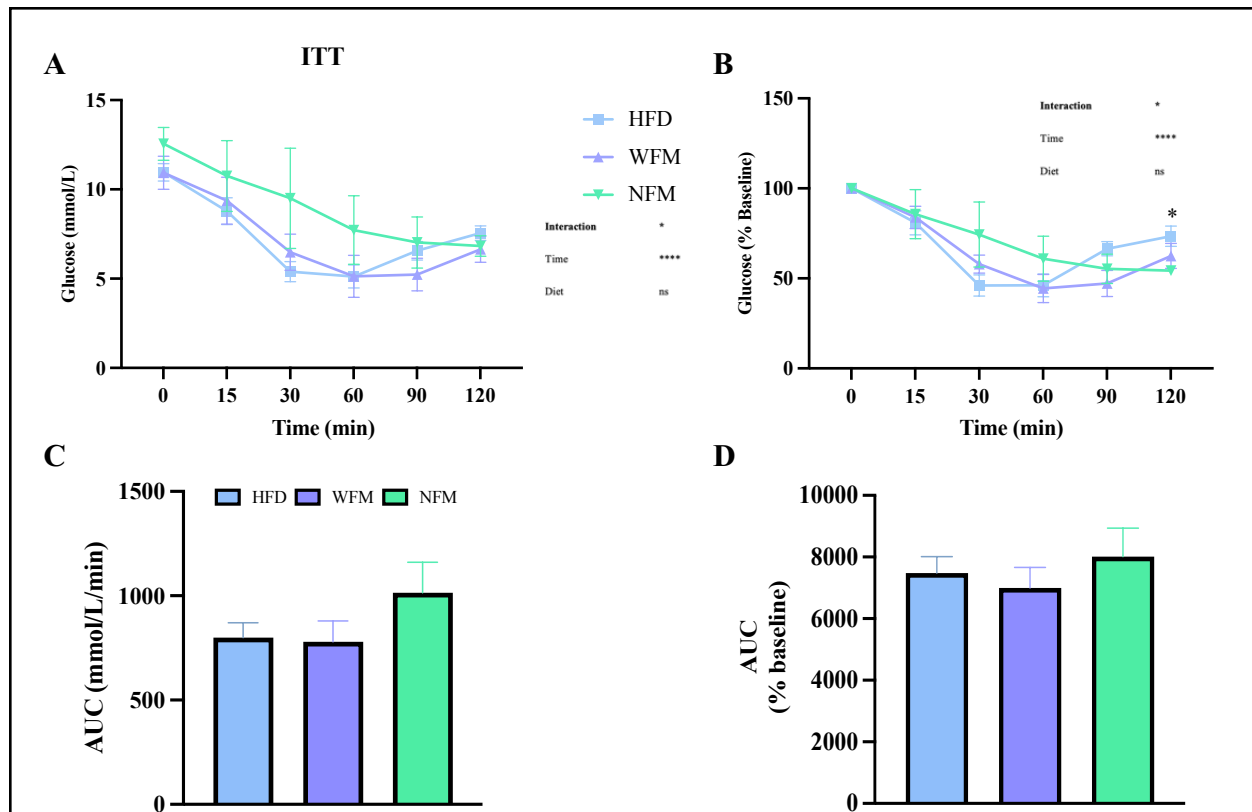 A
ITT
15
10
5
0
Glucose (mmol/L)
0 15 30 60 90 120
Time (min)
HFD
WFM
NFM
Interaction *
Time ****
Diet ns
B
150
100
50
0
Glucose (% Baseline)
Interaction *
Time ****
Diet ns
*
0 15 30 60 90 120
Time (min)
C
1500
1000
500
0
AUC (mmol/L/min)
HFD WFM NFM
D
10000
8000
6000
4000
2000
0
AUC
(% baseline)